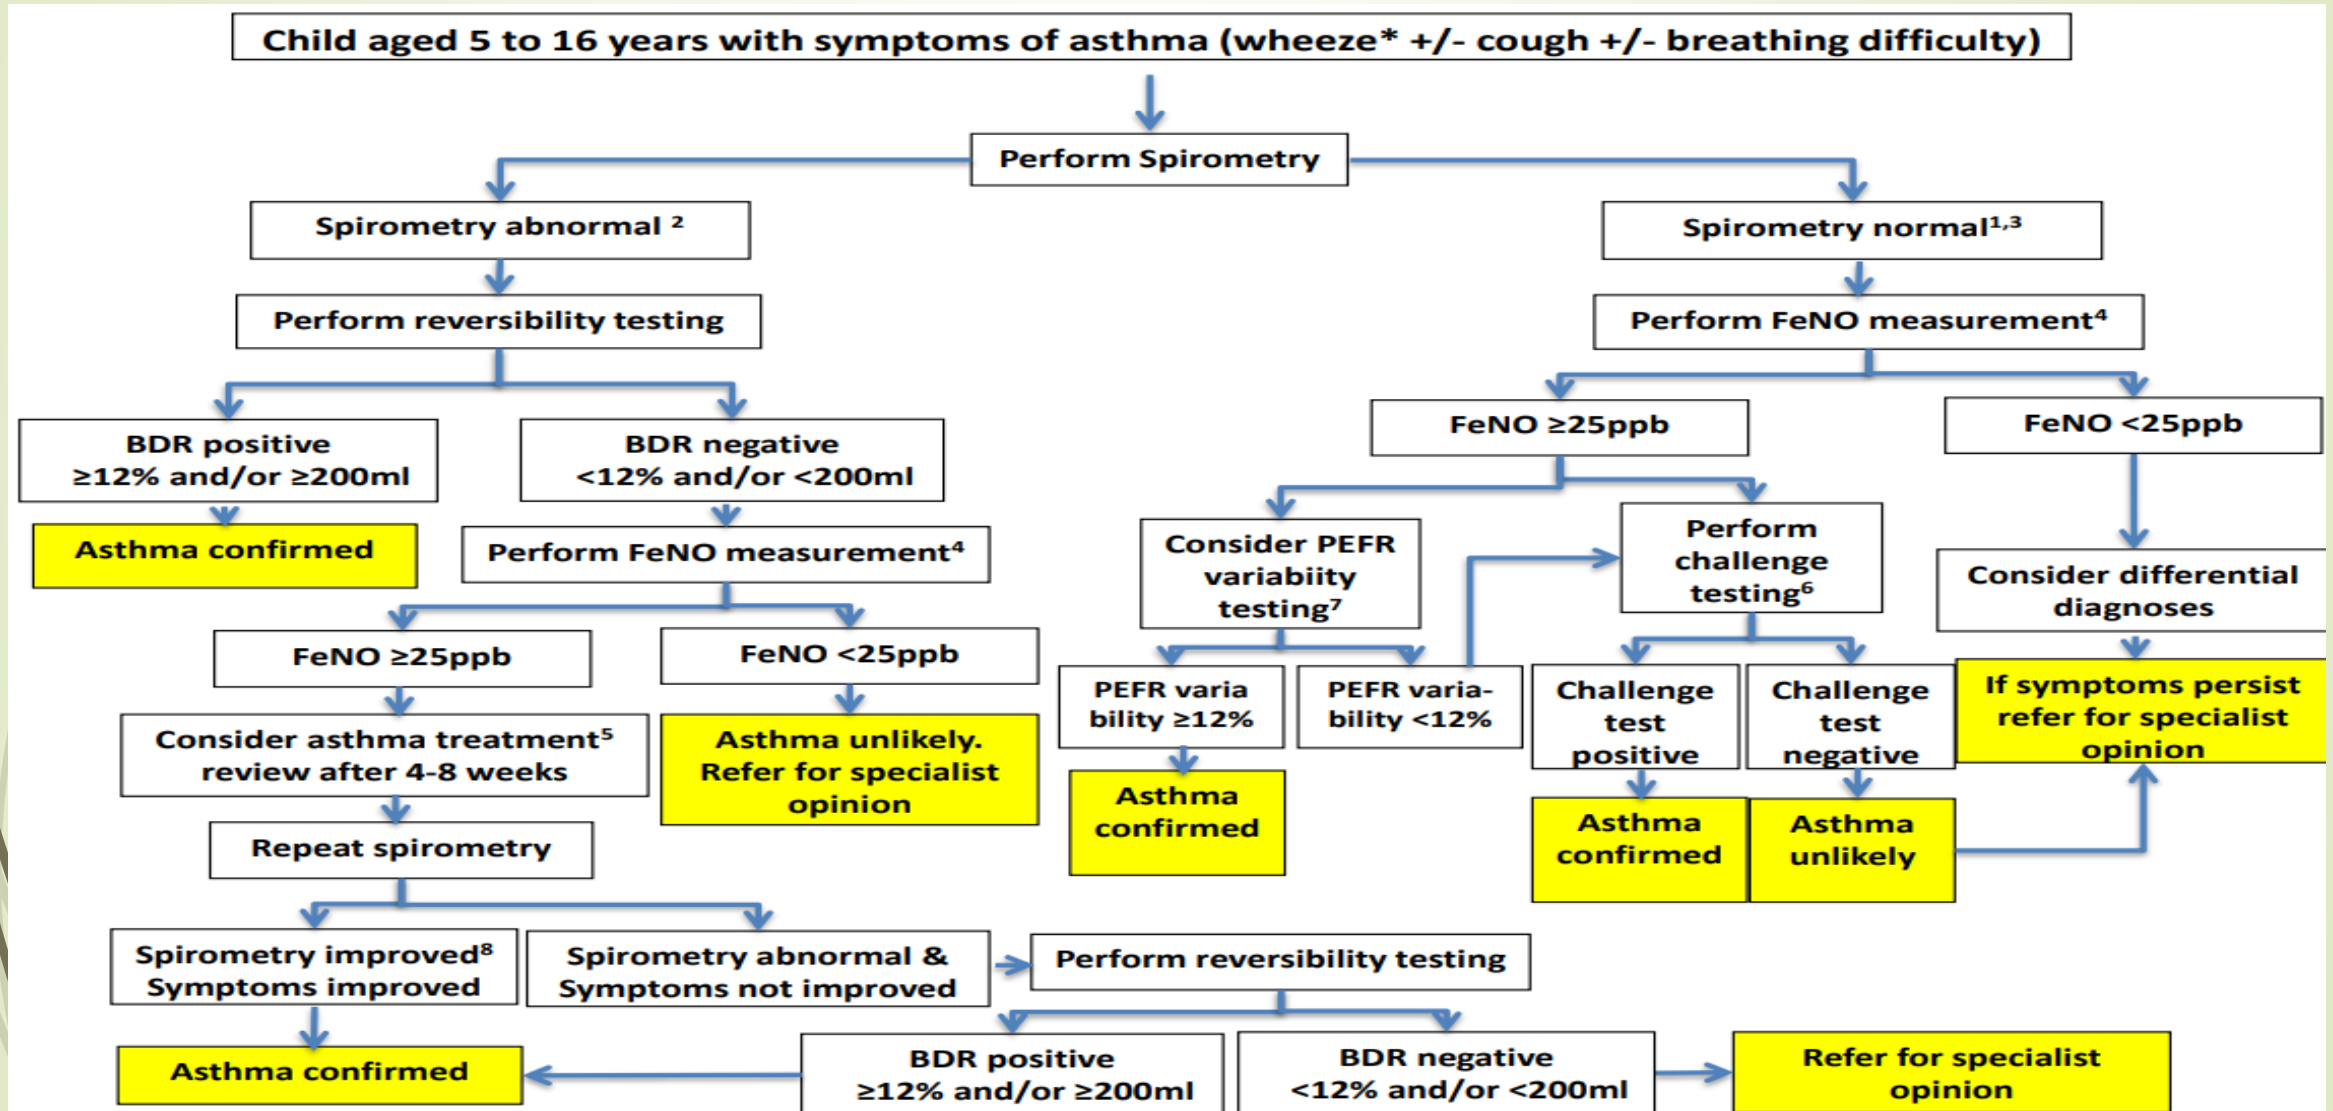 Child aged 5 to 16 years with symptoms of asthma (wheeze* +/- cough +/- breathing difficulty)
Perform Spirometry
Spirometry abnormal ²
Spirometry normal¹,³
Perform reversibility testing
Perform FeNO measurement⁴
BDR positive
≥12% and/or ≥200ml
BDR negative
<12% and/or <200ml
FeNO ≥25ppb
FeNO <25ppb
Asthma confirmed
Perform FeNO measurement⁴
Consider PEFR
variabiity
testing⁷
Perform
challenge
testing⁶
Consider differential
diagnoses
FeNO ≥25ppb
FeNO <25ppb
PEFR varia
bility ≥12%
PEFR varia-
bility <12%
Challenge
test
positive
Challenge
test
negative
If symptoms persist
refer for specialist
opinion
Consider asthma treatment⁵
review after 4-8 weeks
Asthma unlikely.
Refer for specialist
opinion
Asthma
confirmed
Asthma
confirmed
Asthma
unlikely
Repeat spirometry
Spirometry improved⁸
Symptoms improved
Spirometry abnormal &
Symptoms not improved
Perform reversibility testing
Asthma confirmed
BDR positive
≥12% and/or ≥200ml
BDR negative
<12% and/or <200ml
Refer for specialist
opinion